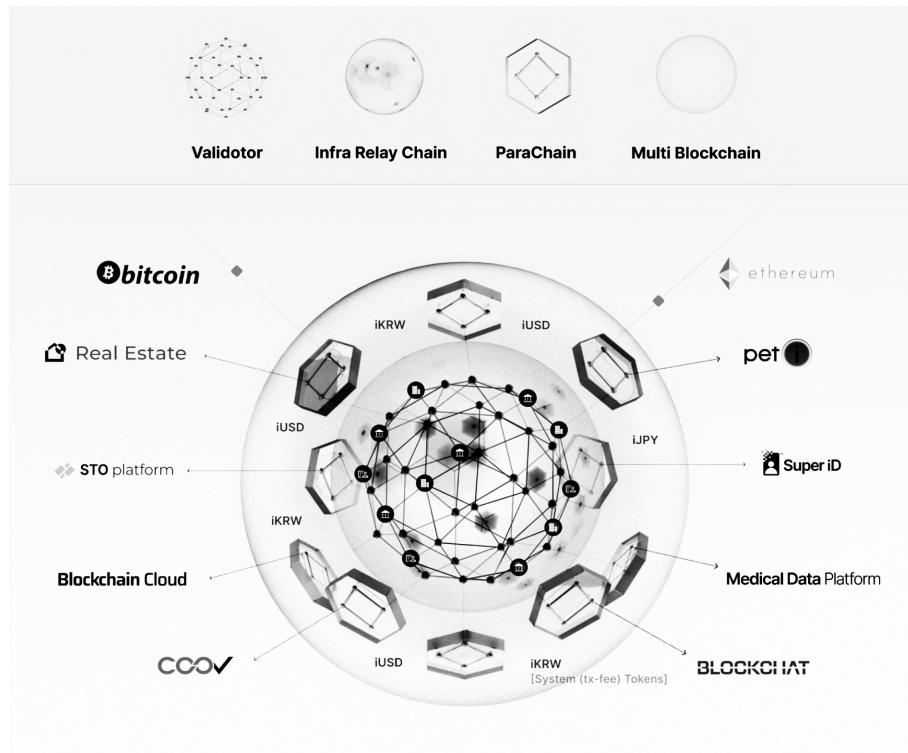 Validotor
Infra Relay Chain
ParaChain
Multi Blockchain
bitcoin
ethereum
iKRW
iUSD
Real Estate
pet
iUSD
iJPY
STO platform
Super iD
iKRW
Blockchain Cloud
Medical Data Platform
COOV
iUSD
iKRW
[System (tx-fee) Tokens]
BLOCKCHAT